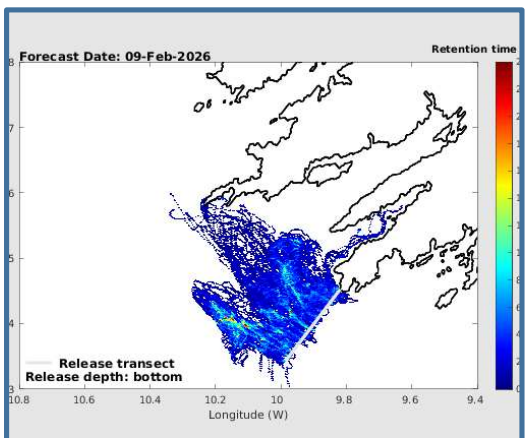 Retention time
Forecast Date: 09-Feb-2026
8
7
6
5
4
3
Release transect
Release depth: bottom
10.8 10.6 10.4 10.2 10 9.8 9.6 9.4
Longitude (W)